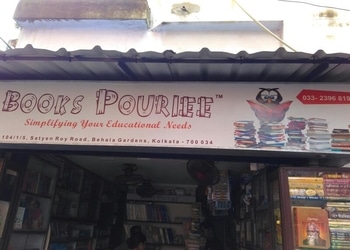 BOOKS POURIEE™
Simplifying Your Educational Needs
033- 2396 819
104/1/5, Satyen Roy Road, Behala Gardens, Kolkata - 700 034